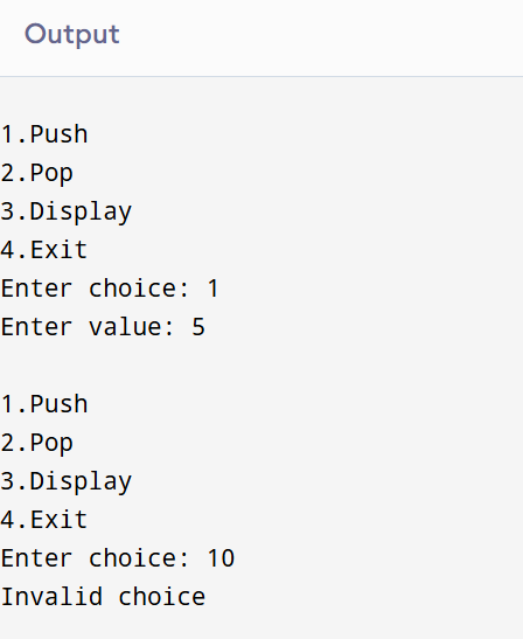 Output
1.Push
2.Pop
3.Display
4.Exit
Enter choice: 1
Enter value: 5
1.Push
2.Pop
3.Display
4.Exit
Enter choice: 10
Invalid choice